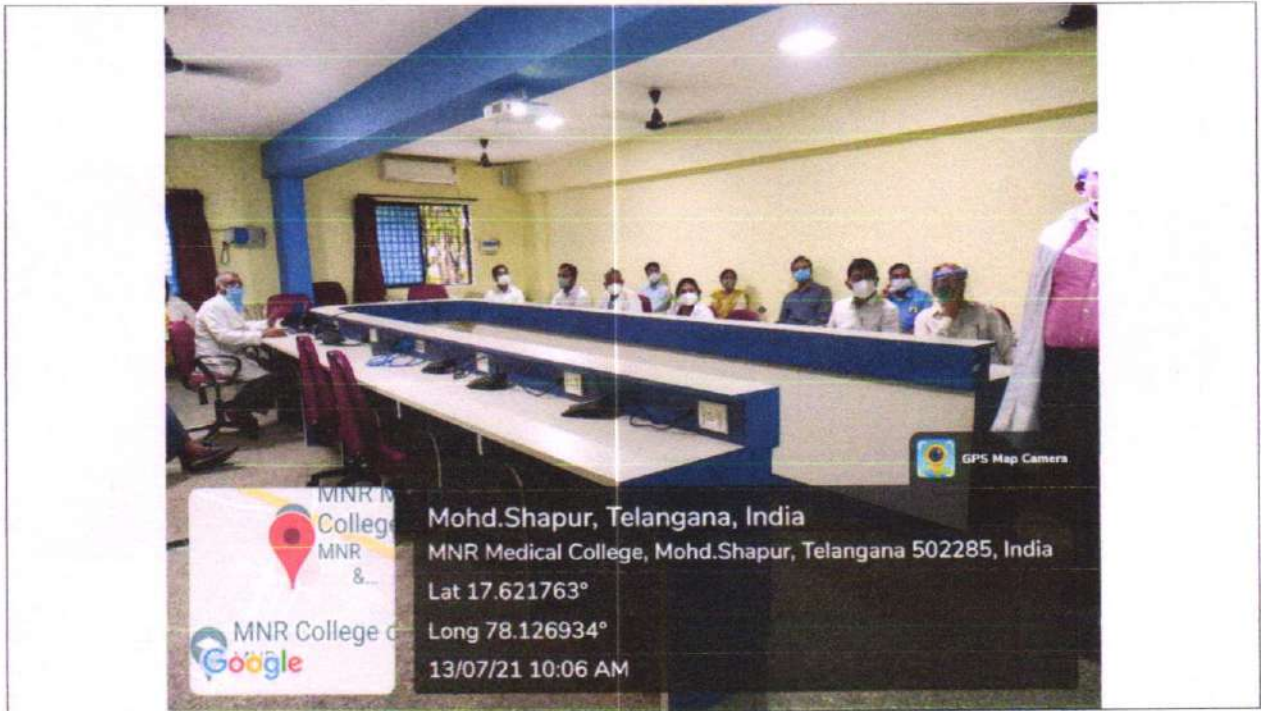 GPS Map Camera
MNR M
College
MNR
&...
MNR College
Google
Mohd.Shapur, Telangana, India
MNR Medical College, Mohd.Shapur, Telangana 502285, India
Lat 17.621763°
Long 78.126934°
13/07/21 10:06 AM